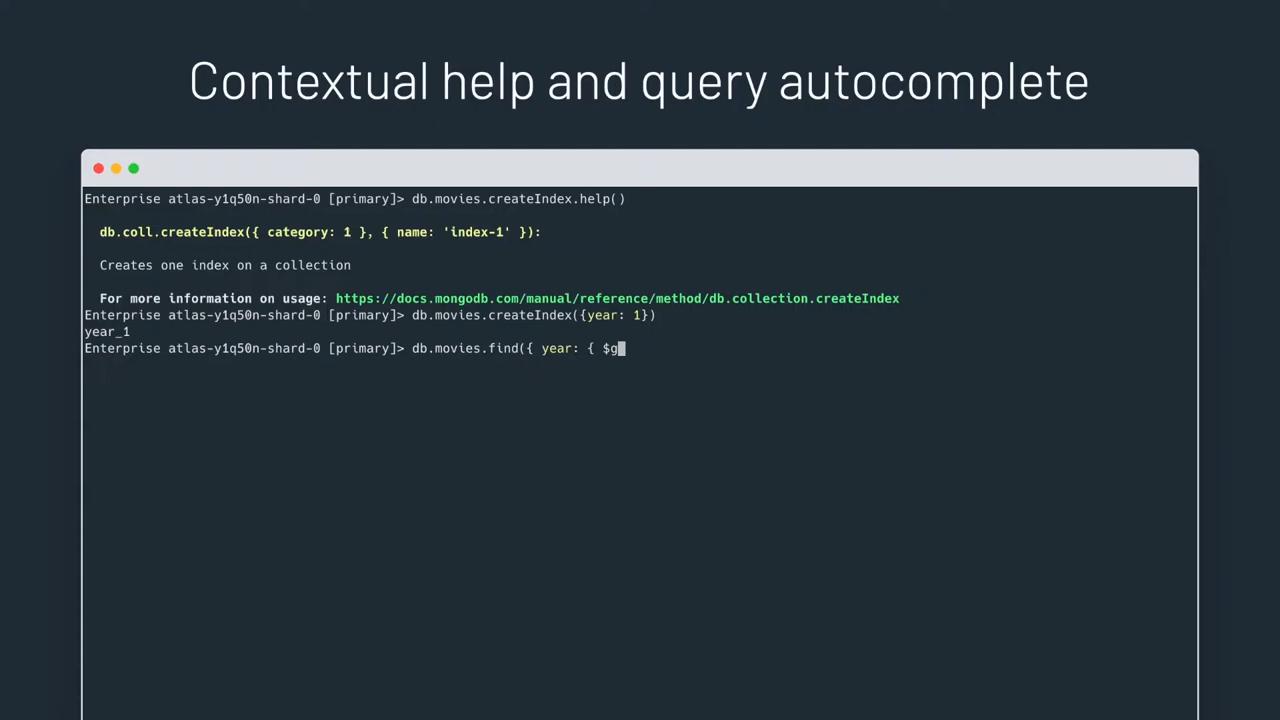 Contextual help and query autocomplete
Enterprise atlas-y1q50n-shard-0 [primary]> db.movies.createIndex.help()
db.coll.createIndex({ category: 1 }, { name: 'index-1' }):
Creates one index on a collection
For more information on usage: https://docs.mongodb.com/manual/reference/method/db.collection.createIndex
Enterprise atlas-y1q50n-shard-0 [primary]> db.movies.createIndex({year: 1})
year_1
Enterprise atlas-y1q50n-shard-0 [primary]> db.movies.find({ year: { $g